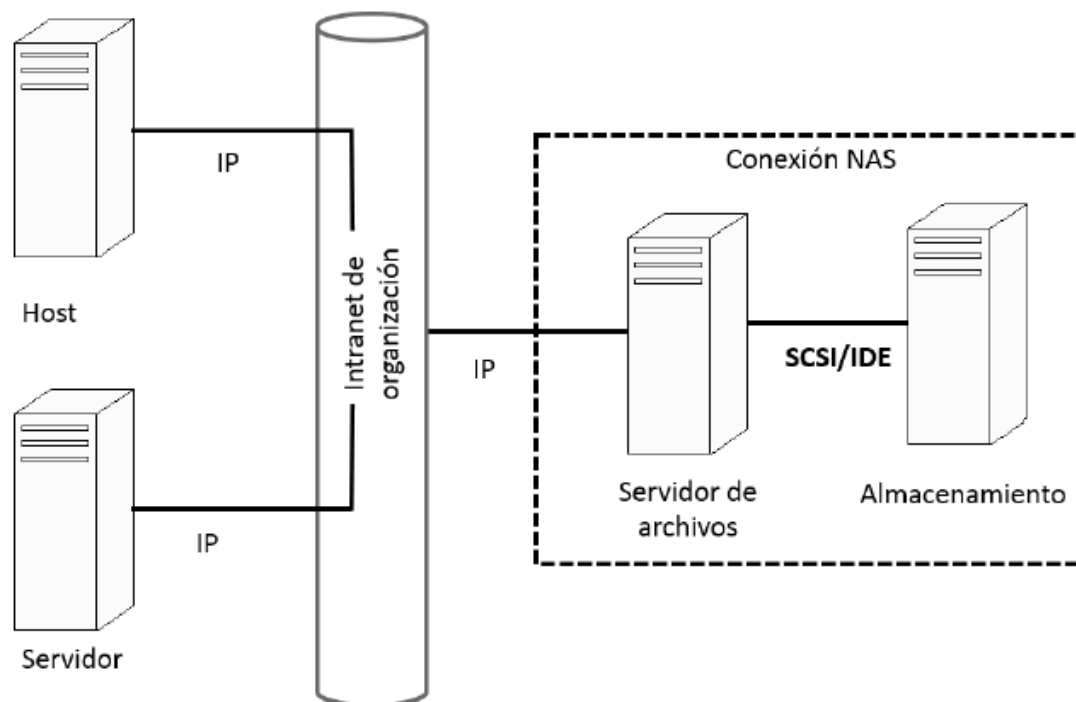 IP
Host
Intranet de
organización
IP
Servidor
IP
Conexión NAS
SCSI/IDE
Servidor de
archivos
Almacenamiento